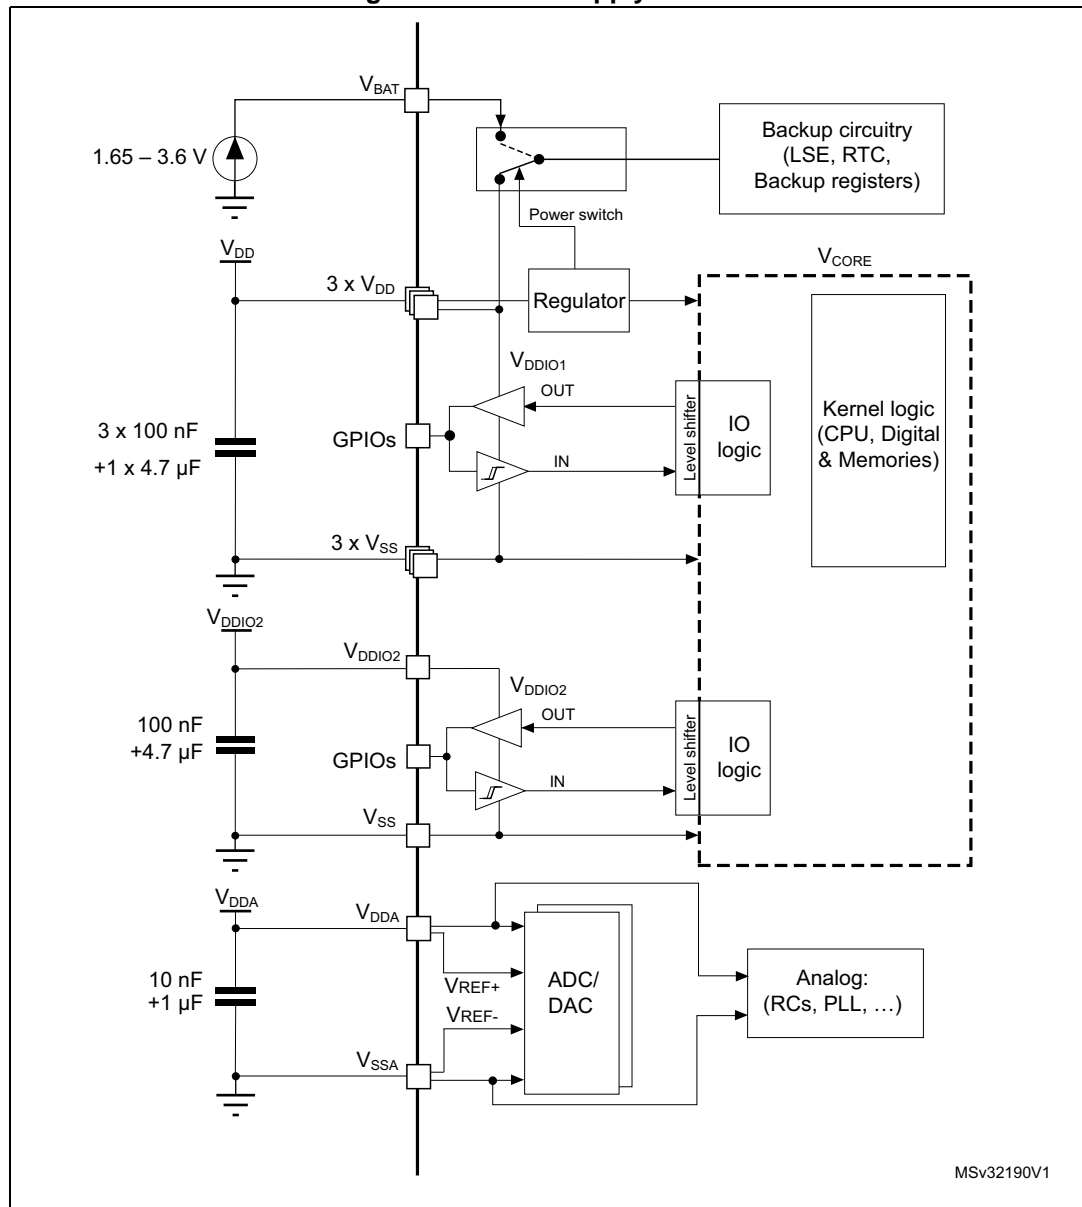 VBAT
1.65 – 3.6 V
Backup circuitry
(LSE, RTC,
Backup registers)
Power switch
VDD
VCORE
3 x VDD
Regulator
VDDIO1
OUT
Level shifter
IO
logic
Kernel logic
(CPU, Digital
& Memories)
3 x 100 nF
+1 x 4.7 µF
GPIOs
IN
3 x VSS
VDDIO2
VDDIO2
VDDIO2
OUT
Level shifter
IO
logic
100 nF
+4.7 µF
GPIOs
IN
VSS
VDDA
VDDA
10 nF
+1 µF
VREF+
VREF-
ADC/
DAC
Analog:
(RCs, PLL, …)
VSSA
MSv32190V1